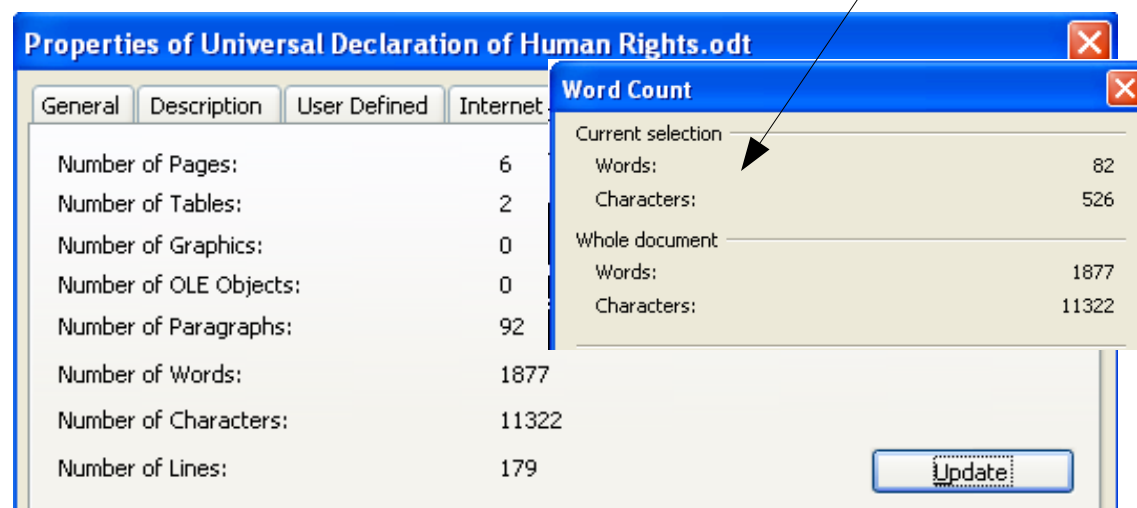 Properties of Universal Declaration of Human Rights.odt
General Description User Defined Internet
Number of Pages: 6
Number of Tables: 2
Number of Graphics: 0
Number of OLE Objects: 0
Number of Paragraphs: 92
Number of Words: 1877
Number of Characters: 11322
Number of Lines: 179
Update
Word Count
Current selection
Words: 82
Characters: 526
Whole document
Words: 1877
Characters: 11322